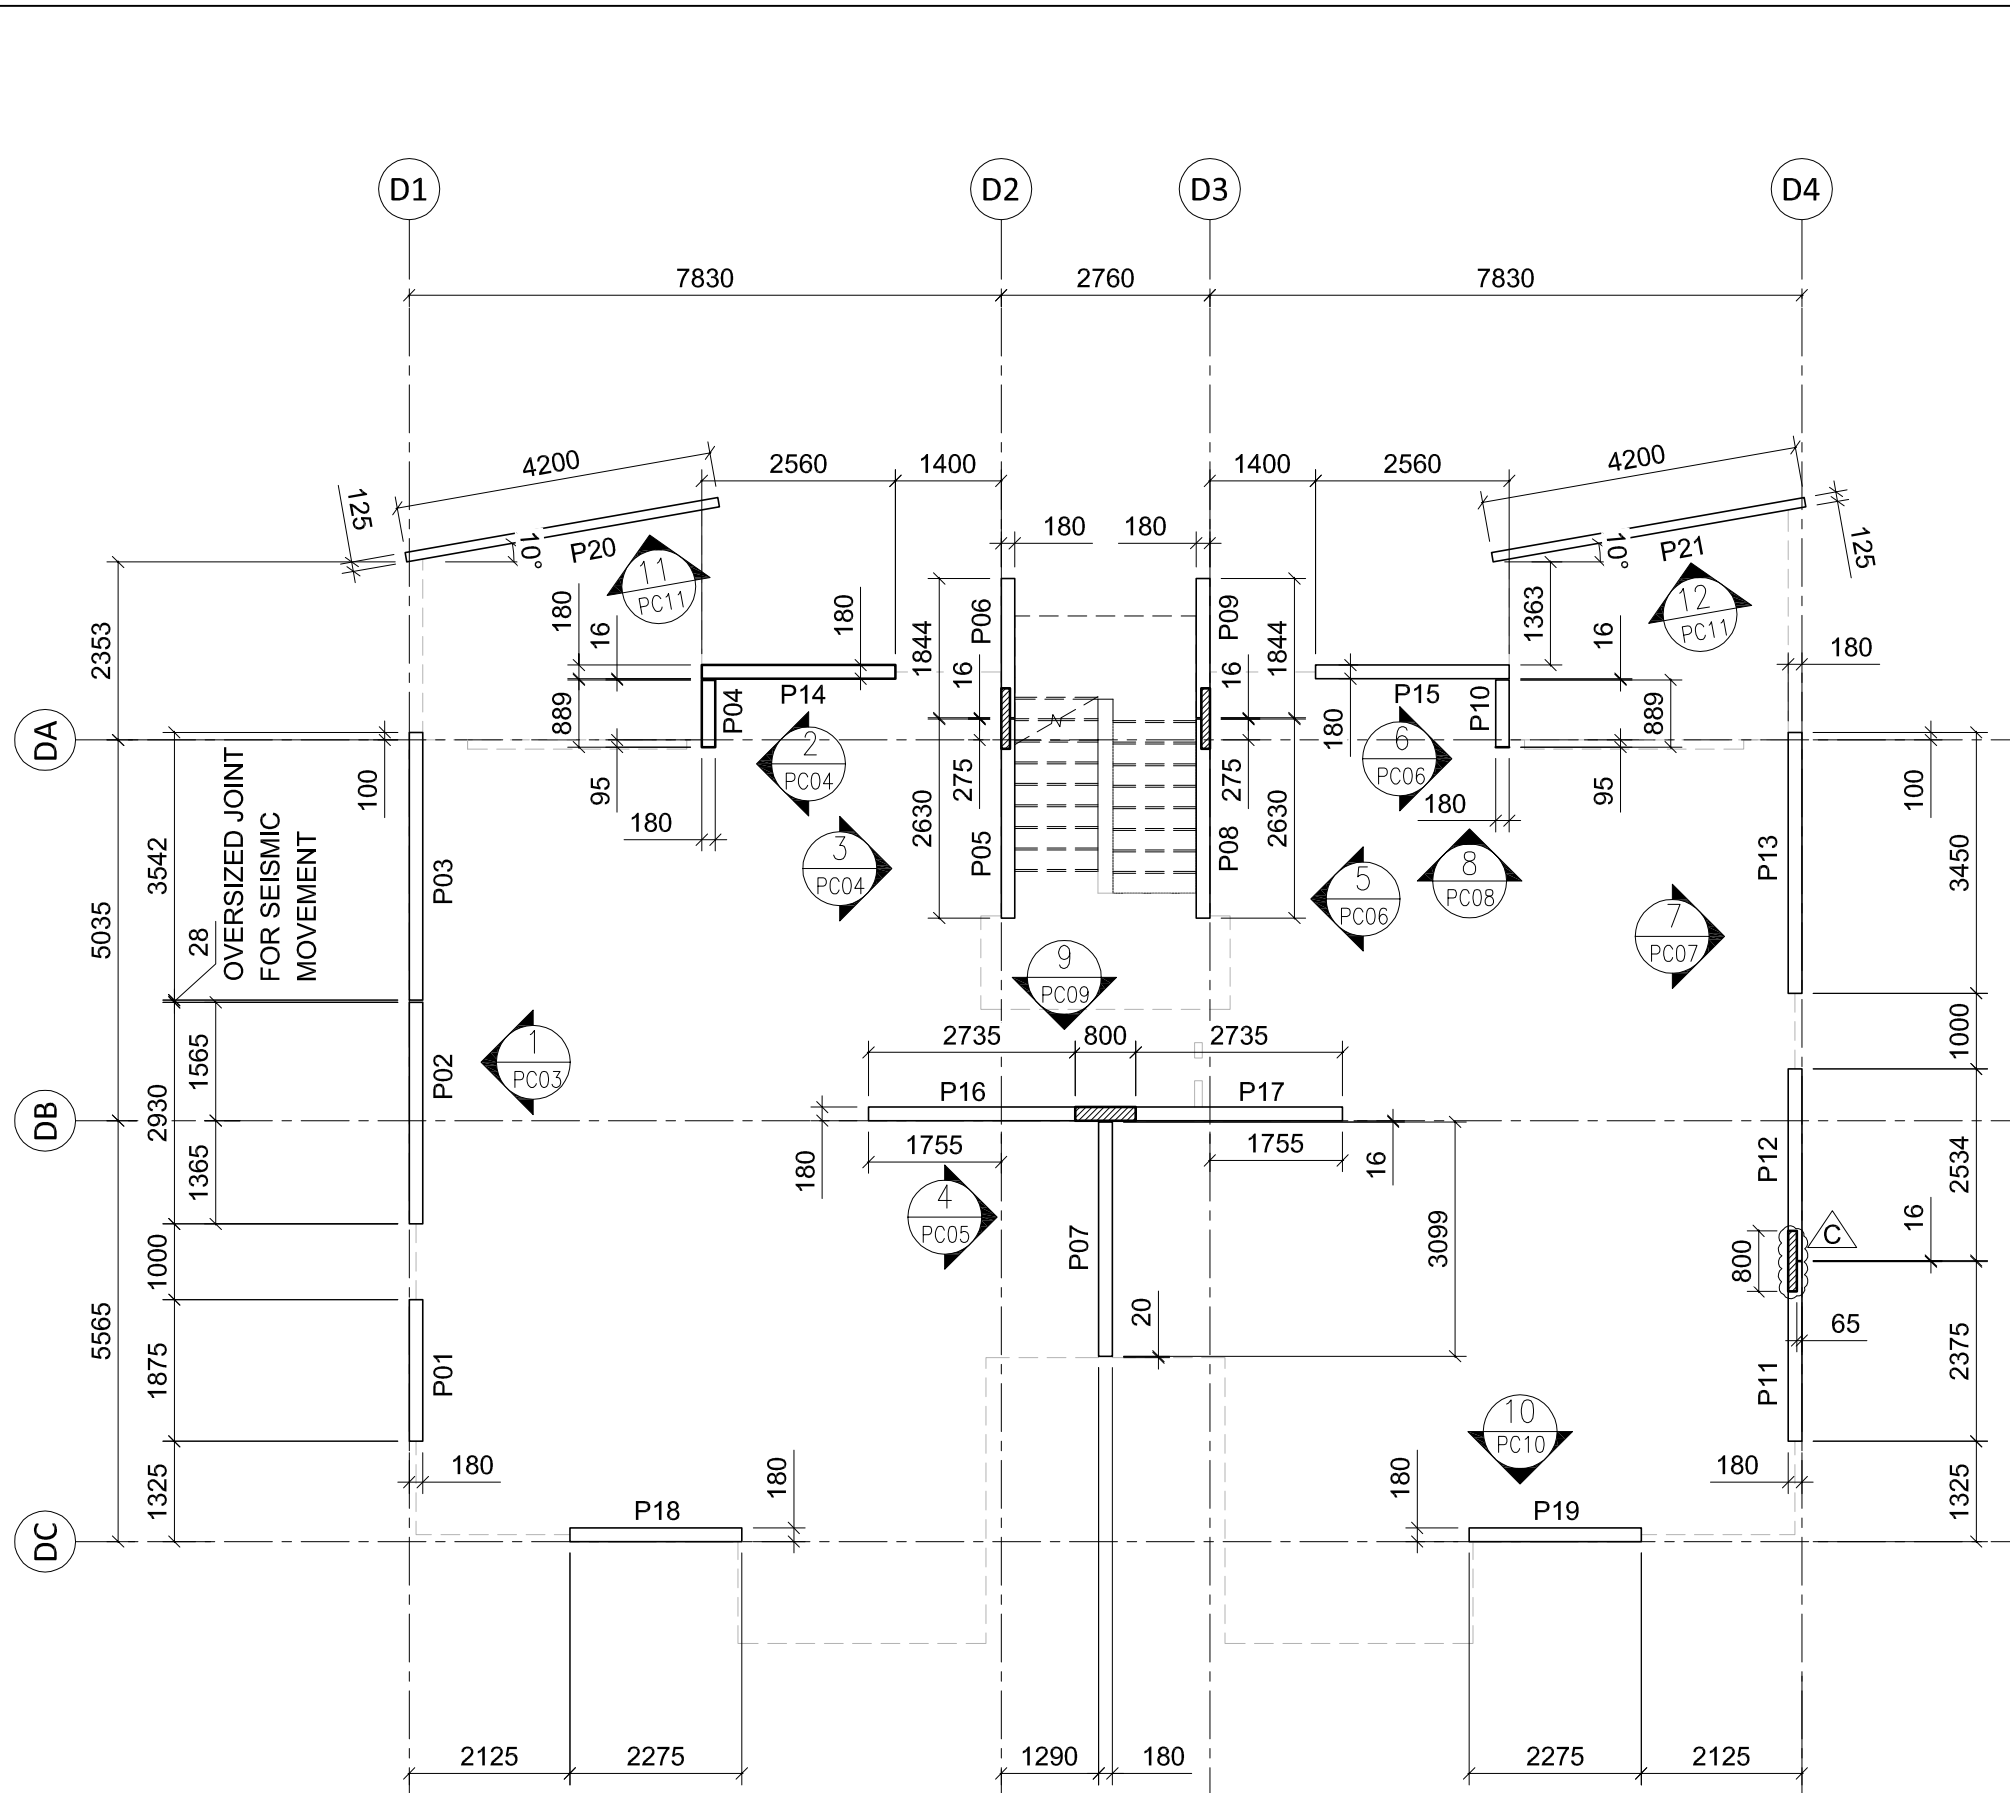 D1
D2
D3
D4
7830
2760
7830
4200
2560
1400
1400
2560
4200
125
10°
P20
180
180
10°
P21
125
11
PC11
12
PC11
2353
180
16
180
1844
P06
P09
1844
1363
16
180
16
16
P14
P04
P15
P10
889
180
889
DA
2
PC04
6
PC06
100
95
275
275
95
100
180
180
OVERSIZED JOINT
FOR SEISMIC
MOVEMENT
3542
P03
3
PC04
2630
P05
N
P08
2630
5
PC06
8
PC08
P13
3450
5035
28
7
PC07
9
PC09
1565
P02
1
PC03
2735
800
2735
1000
2930
P16
P17
DB
1365
1755
180
1755
16
P12
2534
4
PC05
P07
3099
16
C
800
1000
20
65
5565
1875
P01
P11
2375
10
PC10
180
180
180
180
1325
1325
P18
P19
DC
2125
2275
1290
180
2275
2125